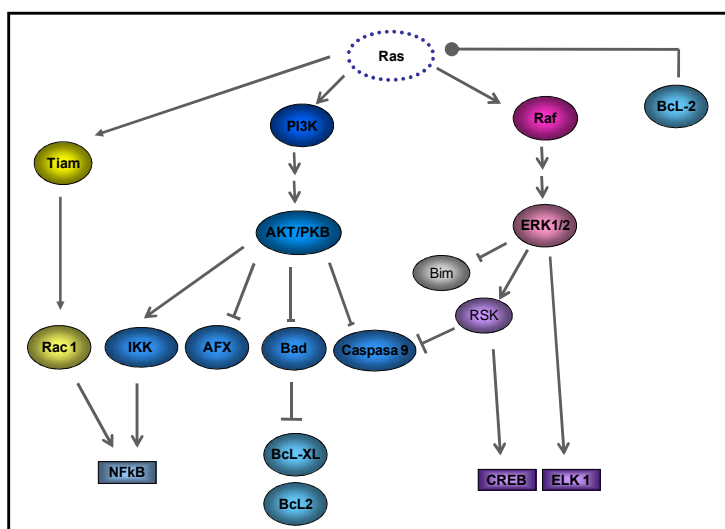 Ras
BcL-2
PI3K
Raf
Tiam
AKT/PKB
ERK1/2
Bim
RSK
Rac 1
IKK
AFX
Bad
Caspasa 9
BcL-XL
NFkB
CREB
ELK 1
BcL2